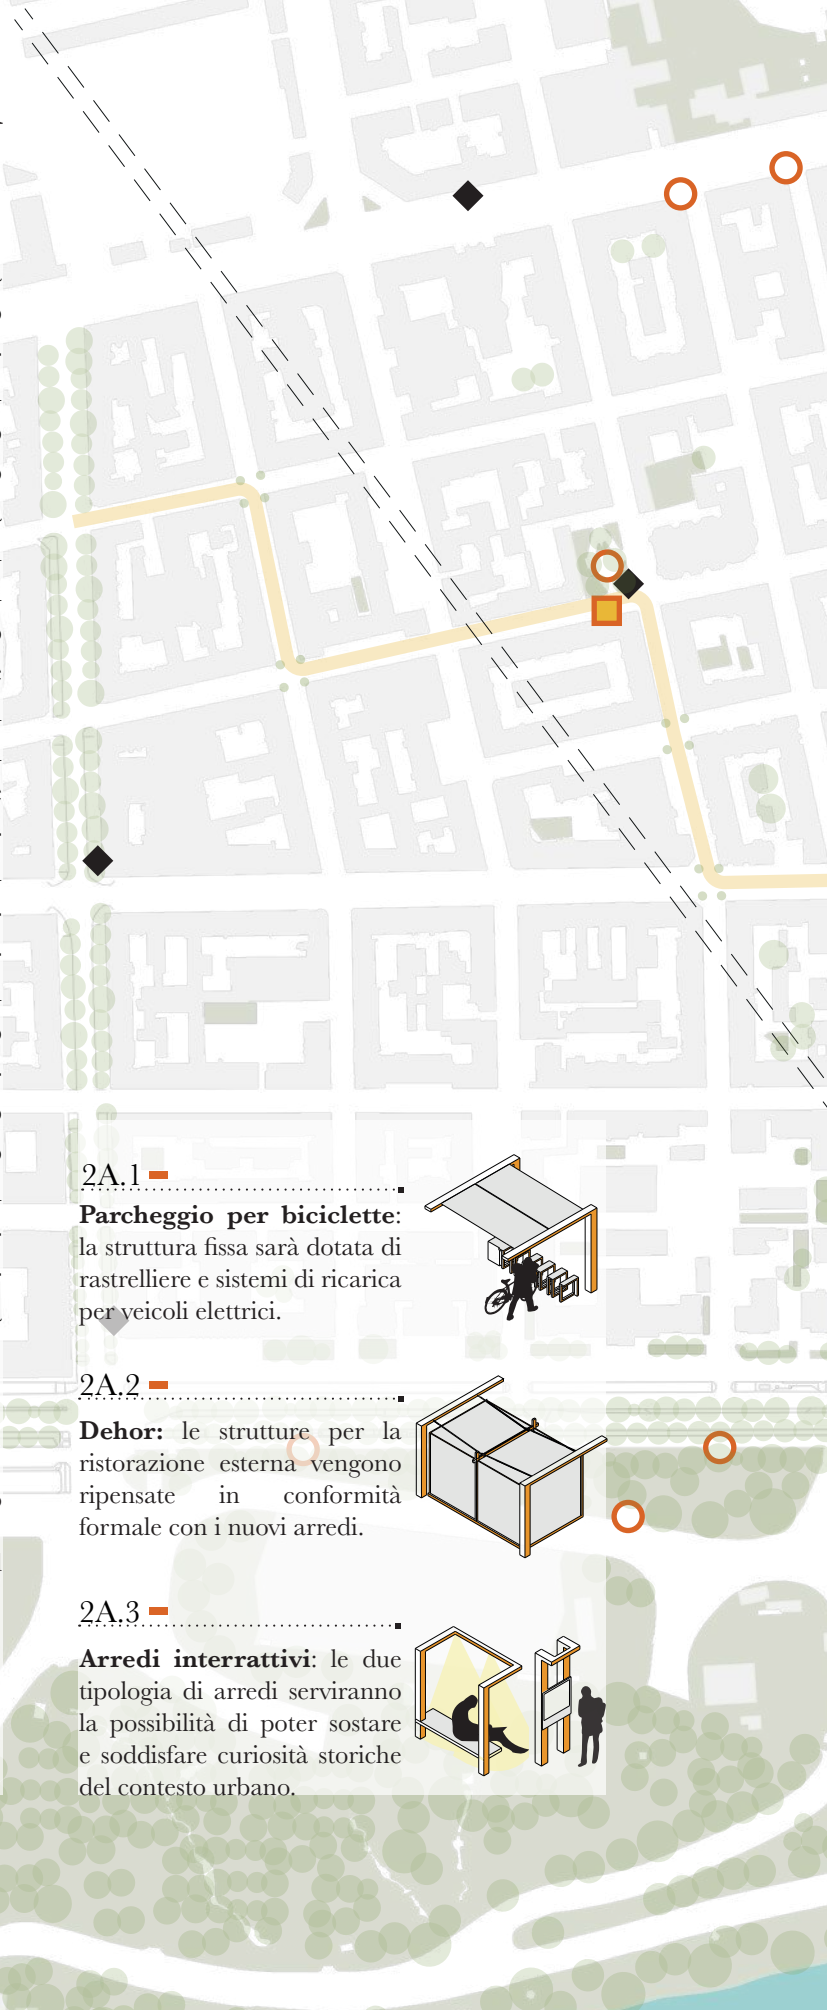 2A.1
Parcheggio per biciclette:
la struttura fissa sarà dotata di
rastrelliere e sistemi di ricarica
per veicoli elettrici.
2A.2
Dehor: le strutture per la
ristorazione esterna vengono
ripensate in conformità
formale con i nuovi arredi.
2A.3
Arredi interrattivi: le due
tipologia di arredi serviranno
la possibilità di poter sostare
e soddisfare curiosità storiche
del contesto urbano.